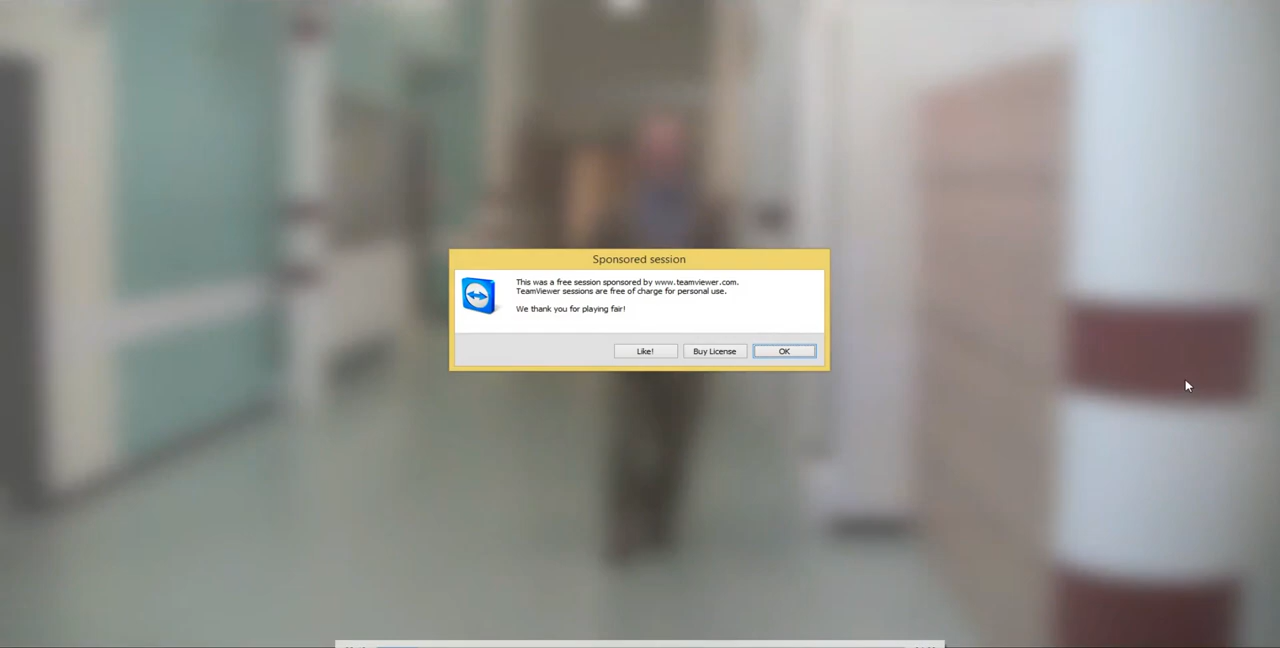 Sponsored session
This was a free session sponsored by www.teamviewer.com.
TeamViewer sessions are free of charge for personal use.
We thank you for playing fair!
Like! Buy License OK